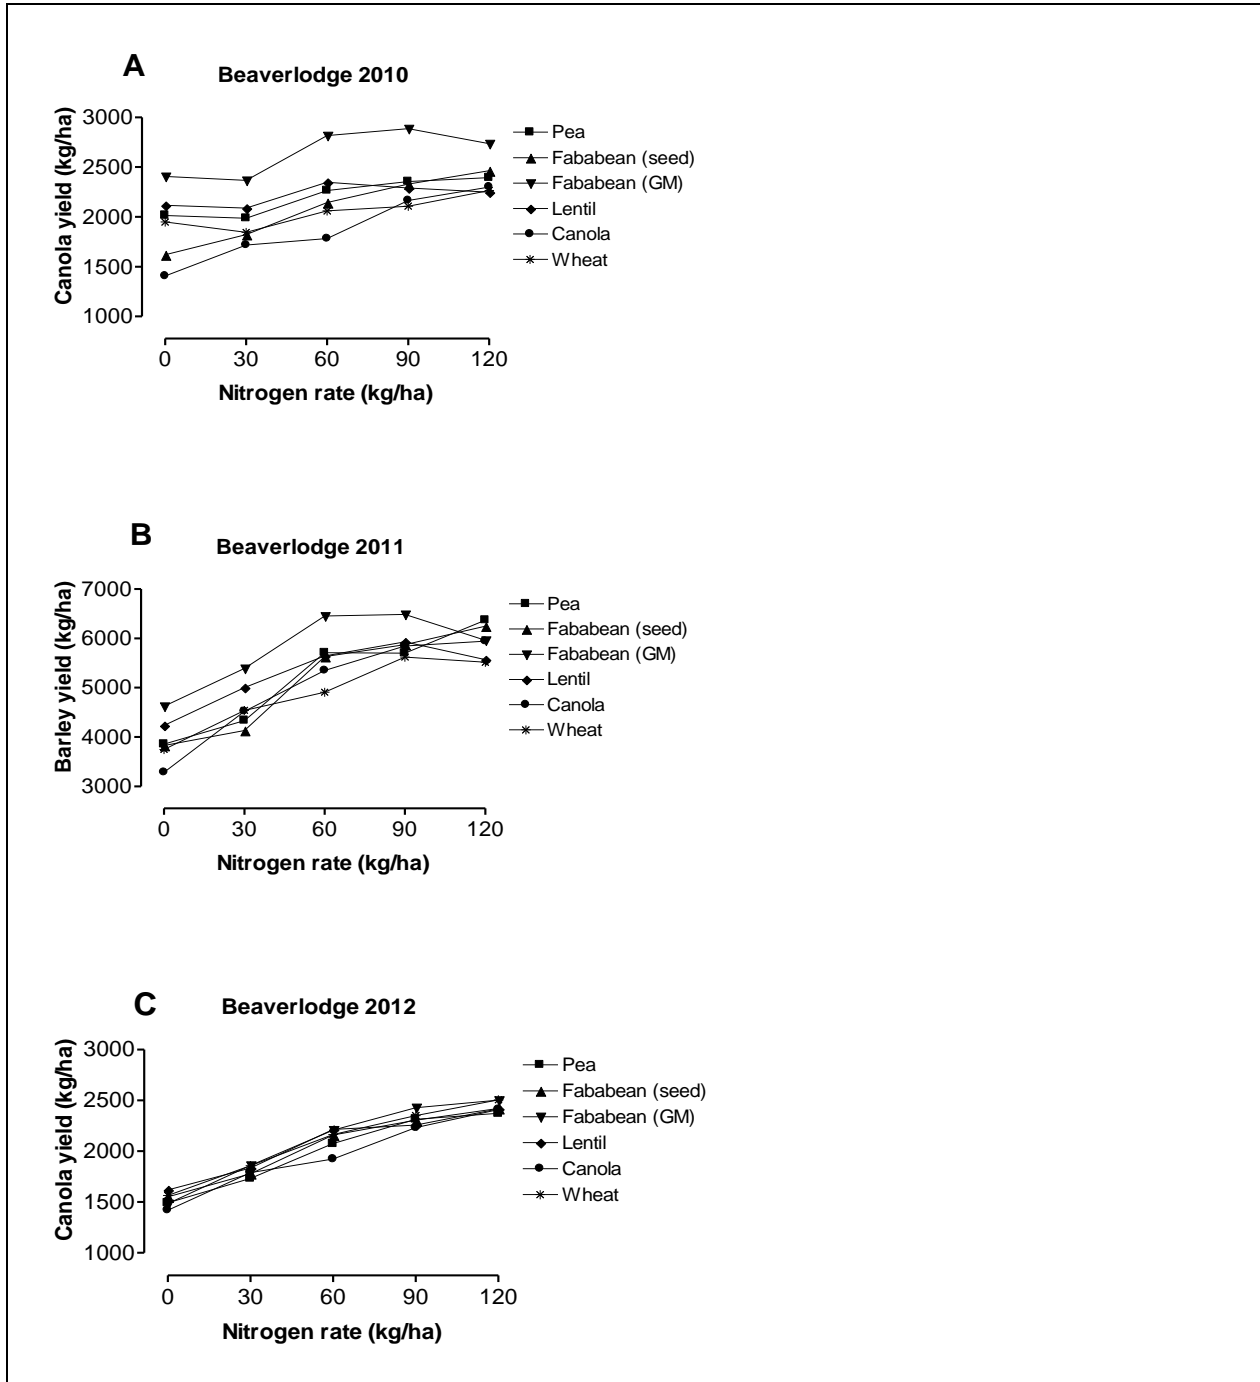 A
Beaverlodge 2010
Canola yield (kg/ha)
3000
2500
2000
1500
1000
0 30 60 90 120
Nitrogen rate (kg/ha)
Pea
Fababean (seed)
Fababean (GM)
Lentil
Canola
Wheat
B
Beaverlodge 2011
Barley yield (kg/ha)
7000
6000
5000
4000
3000
0 30 60 90 120
Nitrogen rate (kg/ha)
Pea
Fababean (seed)
Fababean (GM)
Lentil
Canola
Wheat
C
Beaverlodge 2012
Canola yield (kg/ha)
3000
2500
2000
1500
1000
0 30 60 90 120
Nitrogen rate (kg/ha)
Pea
Fababean (seed)
Fababean (GM)
Lentil
Canola
Wheat